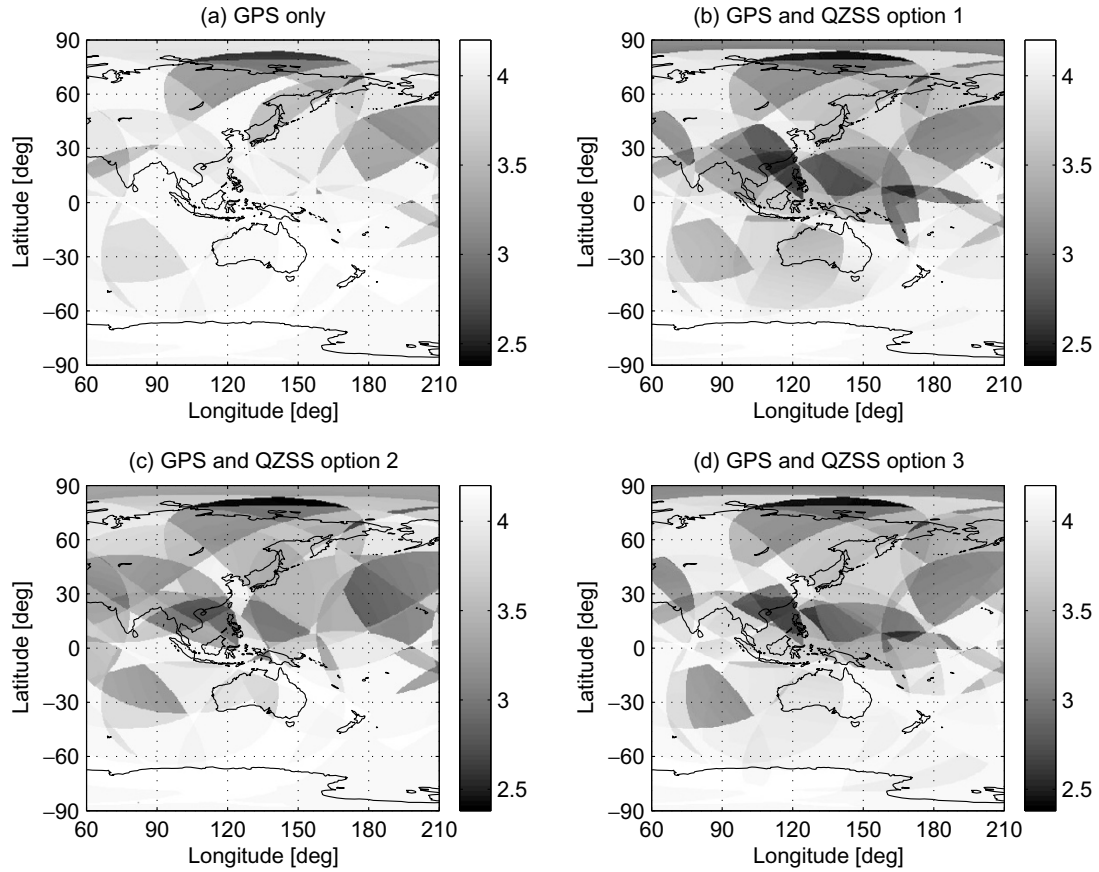 (a) GPS only
90
60
30
0
−30
−60
−90
Latitude [deg]
60 90 120 150 180 210
Longitude [deg]
4
3.5
3
2.5
(b) GPS and QZSS option 1
90
60
30
0
−30
−60
−90
Latitude [deg]
60 90 120 150 180 210
Longitude [deg]
4
3.5
3
2.5
(c) GPS and QZSS option 2
90
60
30
0
−30
−60
−90
Latitude [deg]
60 90 120 150 180 210
Longitude [deg]
4
3.5
3
2.5
(d) GPS and QZSS option 3
90
60
30
0
−30
−60
−90
Latitude [deg]
60 90 120 150 180 210
Longitude [deg]
4
3.5
3
2.5